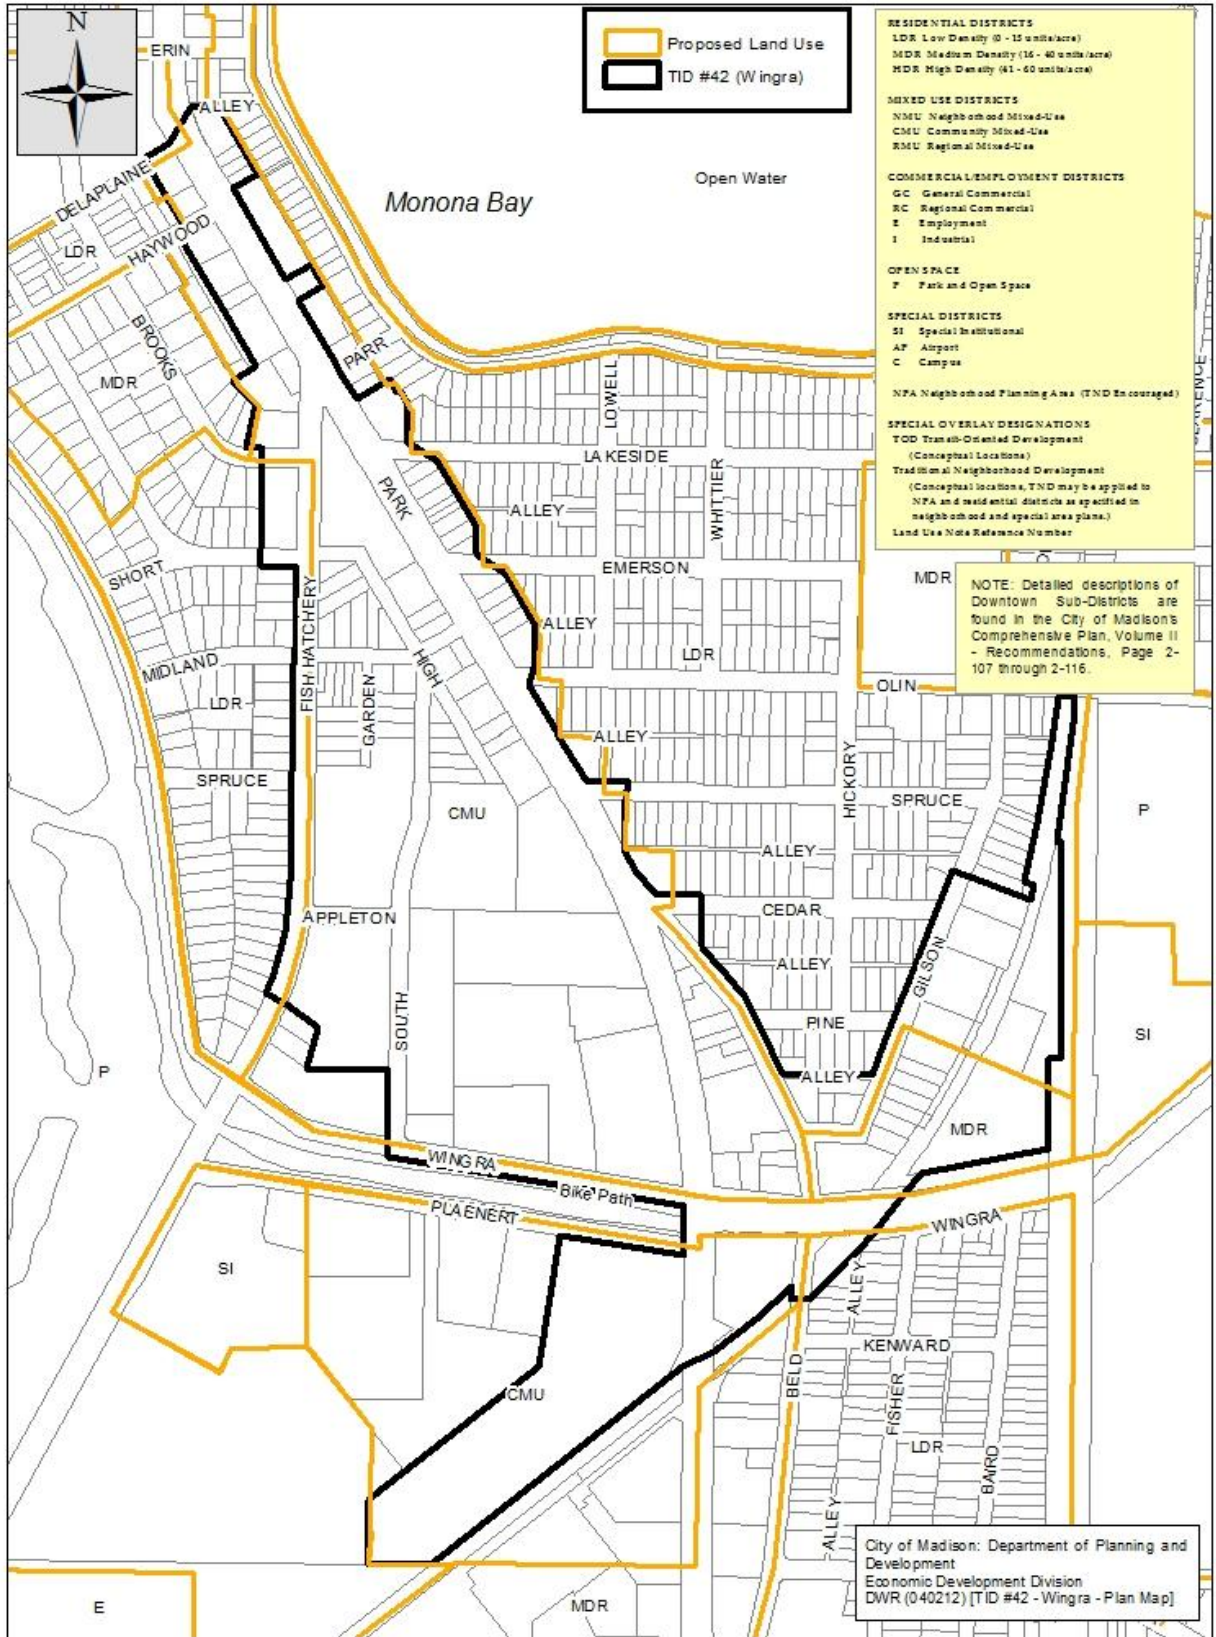 N
Proposed Land Use
TID #42 (Wingra)
RESIDENTIAL DISTRICTS
LDR Low Density (0 - 15 units/acre)
MDR Medium Density (16 - 40 units/acre)
HDR High Density (41 - 60 units/acre)
MIXED USE DISTRICTS
NMU Neighborhood Mixed-Use
CMU Community Mixed-Use
RMU Regional Mixed-Use
COMMERCIAL/EMPLOYMENT DISTRICTS
GC General Commercial
RC Regional Commercial
E Employment
I Industrial
OPEN SPACE
P Park and Open Space
SPECIAL DISTRICTS
SI Special Institutional
AP Airport
C Campus
NPA Neighborhood Planning Area (TND Encouraged)
SPECIAL OVERLAY DESIGNATIONS
TOD Transit-Oriented Development
(Conceptual Locations)
Traditional Neighborhood Development
(Conceptual locations, TND may be applied to
NPA and residential districts as specified in
neighborhood and special area plans.)
Land Use Note Reference Number
NOTE: Detailed descriptions of
Downtown Sub-Districts are
found in the City of Madison's
Comprehensive Plan, Volume II
- Recommendations, Page 2-
107 through 2-116.
ERIN
ALLEY
DELAPLAINE
LDR
HAYWOOD
Monona Bay
Open Water
BROOKS
MDR
PARR
LOWELL
LAKESIDE
WHITTIER
PARK
ALLEY
EMERSON
MDR
SHORT
FISH HATCHERY
ALLEY
MIDLAND
HIGH
LDR
OLIN
LDR
GARDEN
ALLEY
HICKORY
SPRUCE
SPRUCE
CMU
P
ALLEY
APPLETON
CEDAR
ALLEY
GILSON
SOUTH
PINE
SI
P
ALLEY
MDR
WINGRA
Bike Path
PLAENERT
WINGRA
SI
ALLEY
KENWARD
BELD
CMU
FISHER
LDR
BAIRD
ALLEY
E
MDR
City of Madison: Department of Planning and
Development
Economic Development Division
DWR (040212) [TID #42 - Wingra - Plan Map]